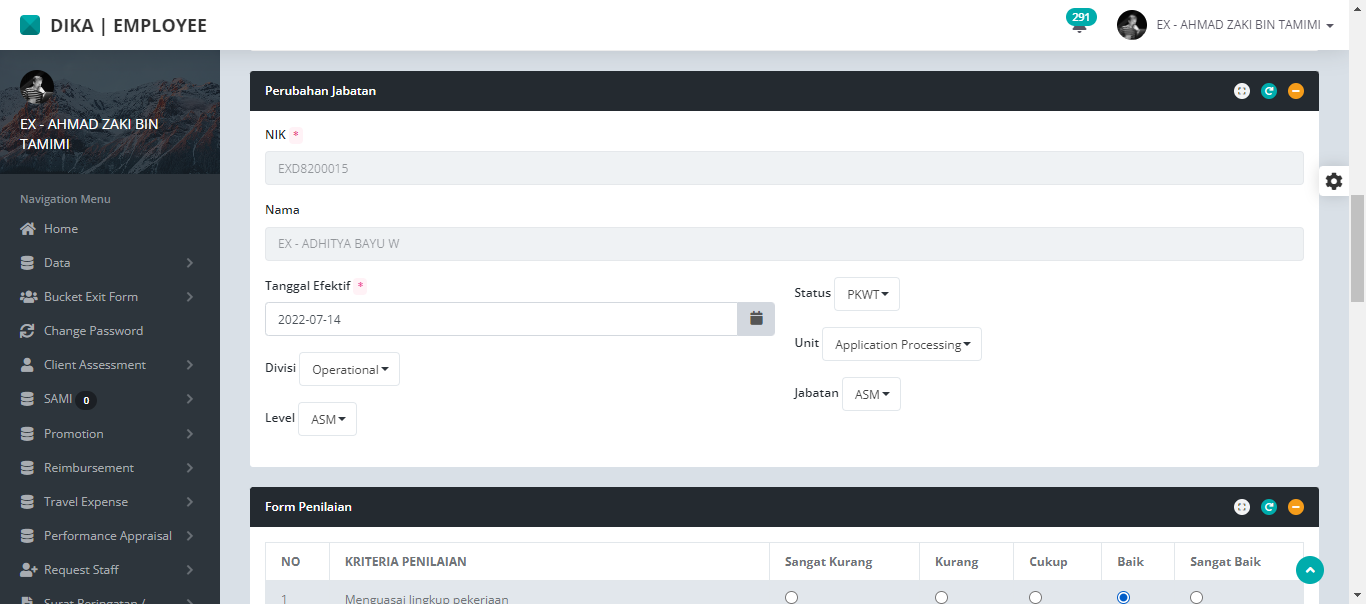 DIKA | EMPLOYEE
291
EX - AHMAD ZAKI BIN TAMIMI
EX - AHMAD ZAKI BIN
TAMIMI
Navigation Menu
Home
Data
Bucket Exit Form
Change Password
Client Assessment
SAMI 0
Promotion
Reimbursement
Travel Expense
Performance Appraisal
Request Staff
Surat Peringatan /
Perubahan Jabatan
NIK *
EXD8200015
Nama
EX - ADHITYA BAYU W
Tanggal Efektif *
2022-07-14
Divisi Operational
Level ASM
Status PKWT
Unit Application Processing
Jabatan ASM
Form Penilaian
NO KRITERIA PENILAIAN Sangat Kurang Kurang Cukup Baik Sangat Baik
1 Menguasai lingkup pekerjaan